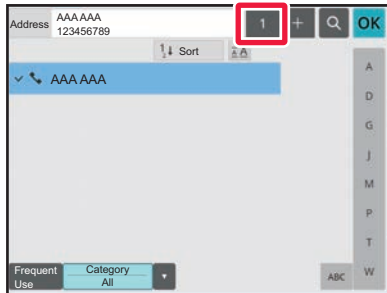 Address AAA AAA
123456789
1 + OK
Sort
AAA AAA
A
D
G
J
M
P
T
W
Frequent Use
Category
All
ABC